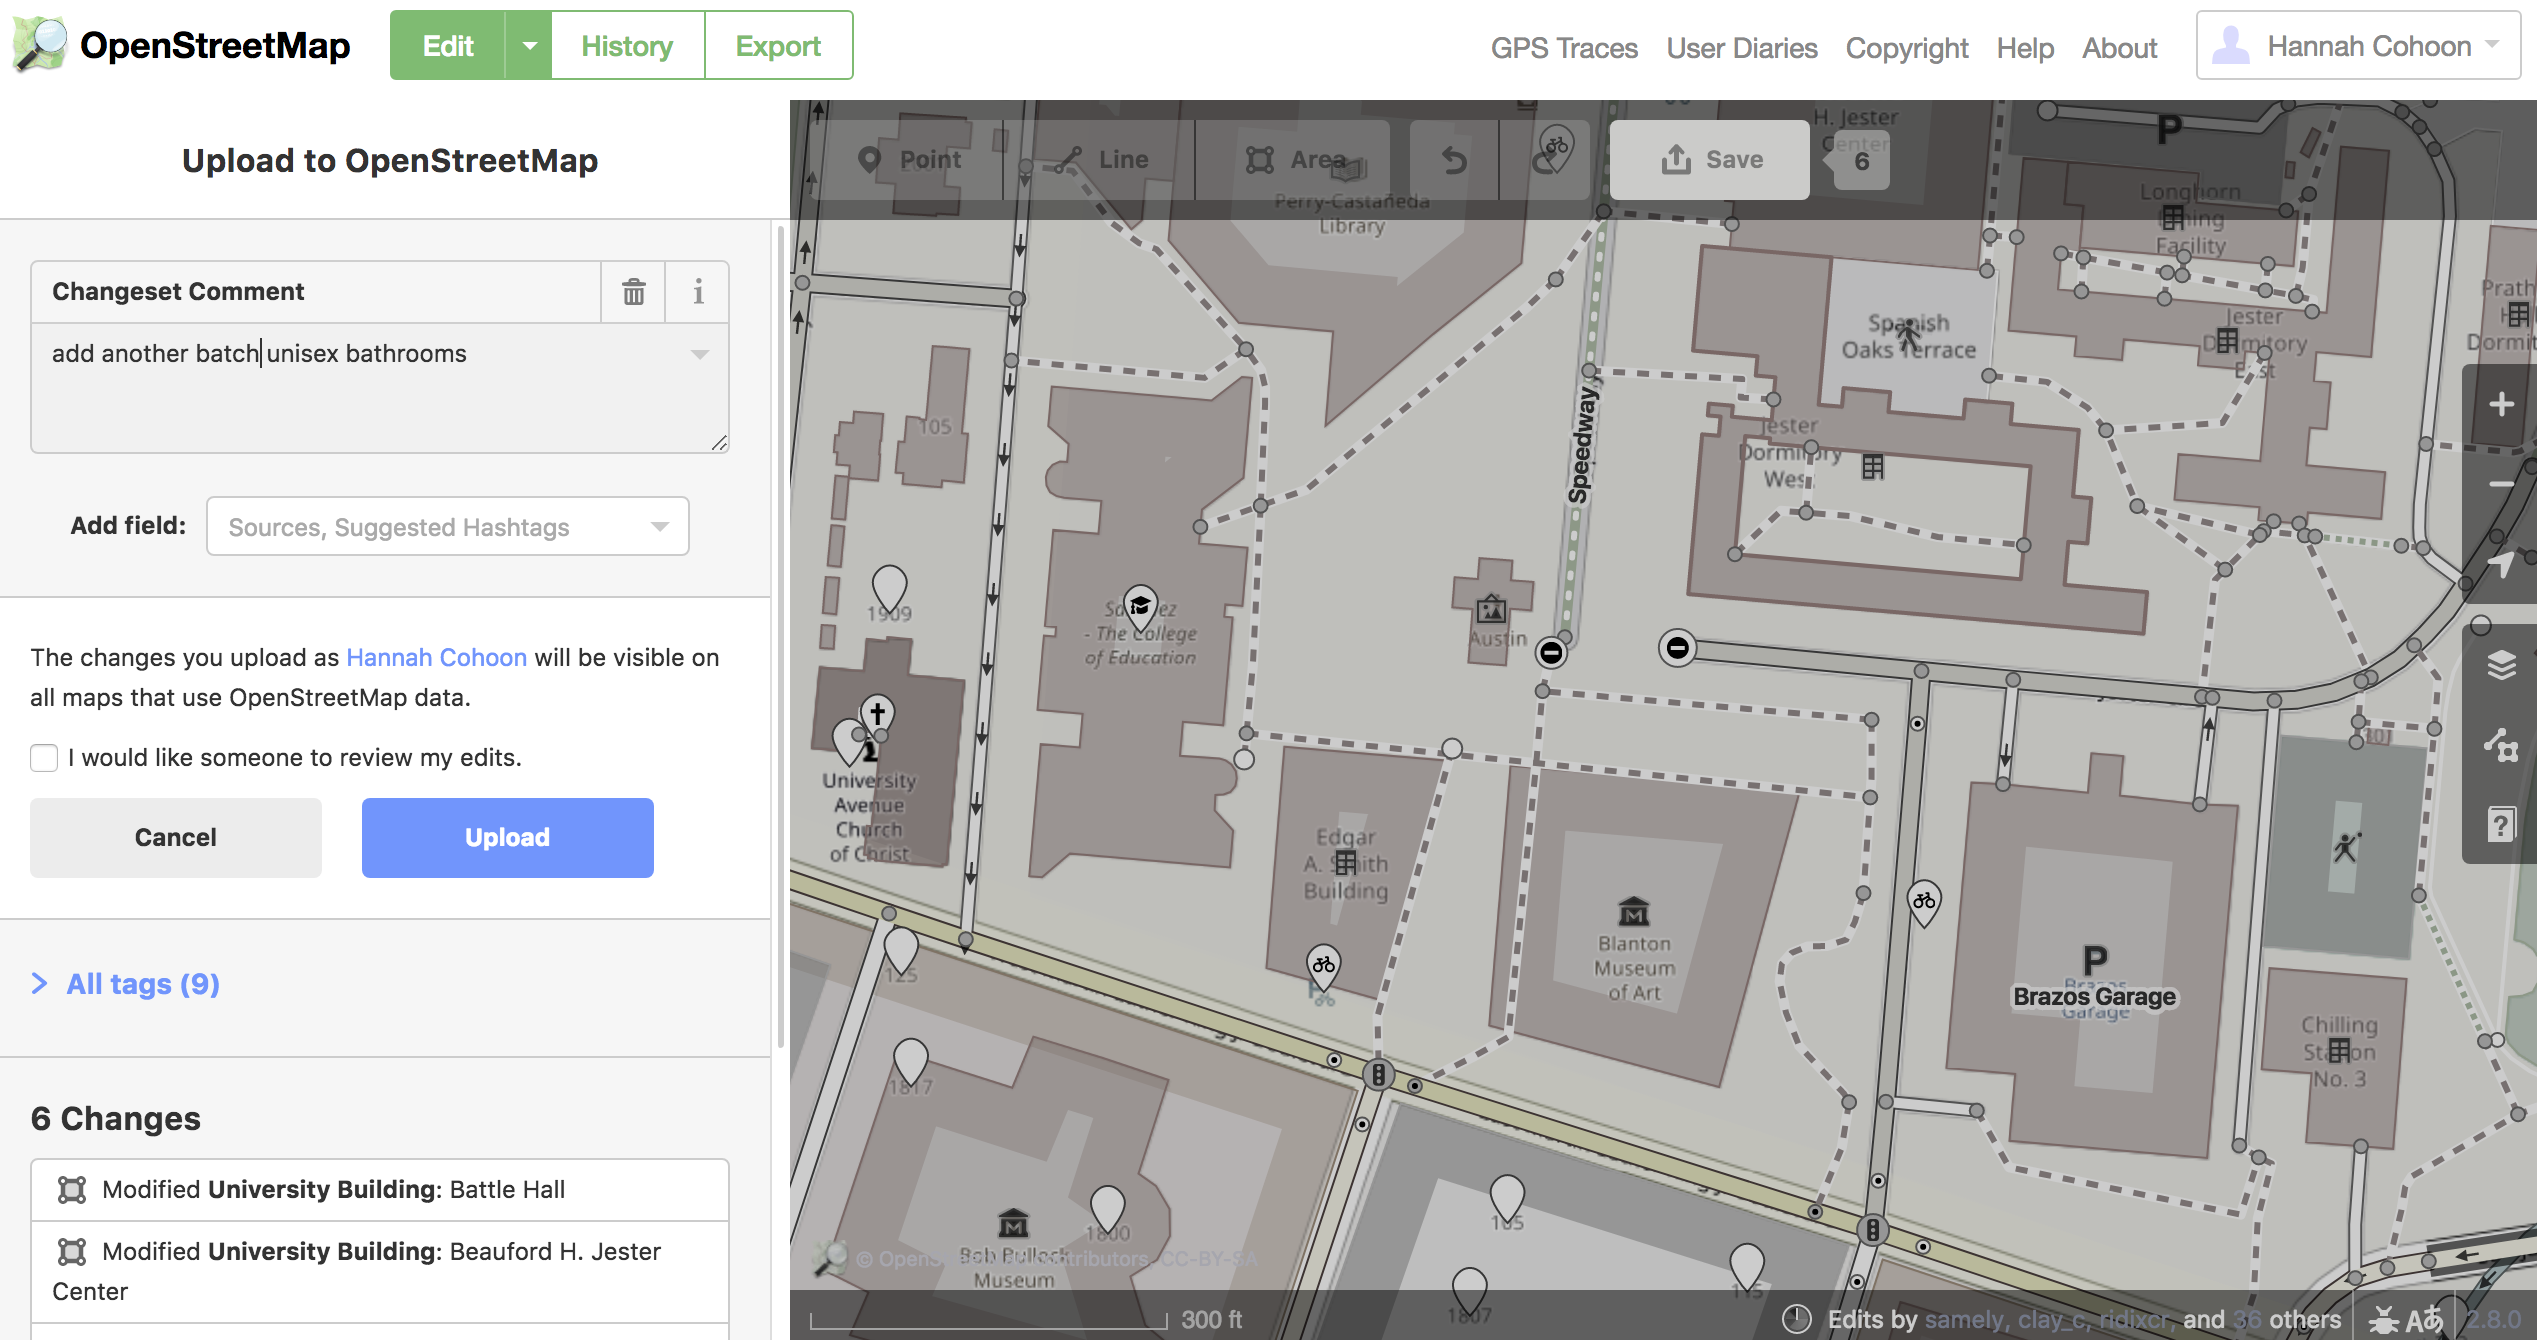 OpenStreetMap
Edit
History
Export
GPS Traces
User Diaries
Copyright
Help
About
Hannah Cohoon
Upload to OpenStreetMap
Changeset Comment
i
add another batch unisex bathrooms
Add field:
Sources, Suggested Hashtags
The changes you upload as Hannah Cohoon will be visible on
all maps that use OpenStreetMap data.
I would like someone to review my edits.
Cancel
Upload
All tags (9)
6 Changes
Modified University Building: Battle Hall
Modified University Building: Beauford H. Jester
Center
Point
Line
Area
Save
6
H. Jester
Center
P
Perry-Castañeda
Library
Longhorn
Dining
Facility
Spanish
Oaks Terrace
Jester
Dormitory
East
Jester
Dormitory
West
Speedway
105
1909
Sanchez
- The College
of Education
Austin
University
Avenue
Church
of Christ
Edgar
A. Smith
Building
Blanton
Museum
of Art
P
Brazos Garage
Brazos
Garage
Chilling
Station
No. 3
125
1817
1800
Bob Bullock
Museum
105
115
1807
© OpenStreetMap contributors, CC-BY-SA
300 ft
Edits by samely, clay_c, ridixcr, and 36 others
Aあ
2.8.0